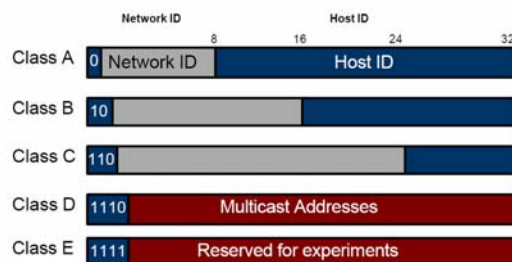 Network ID Host ID
8 16 24 32
Class A 0 Network ID Host ID
Class B 10
Class C 110
Class D 1110 Multicast Addresses
Class E 1111 Reserved for experiments